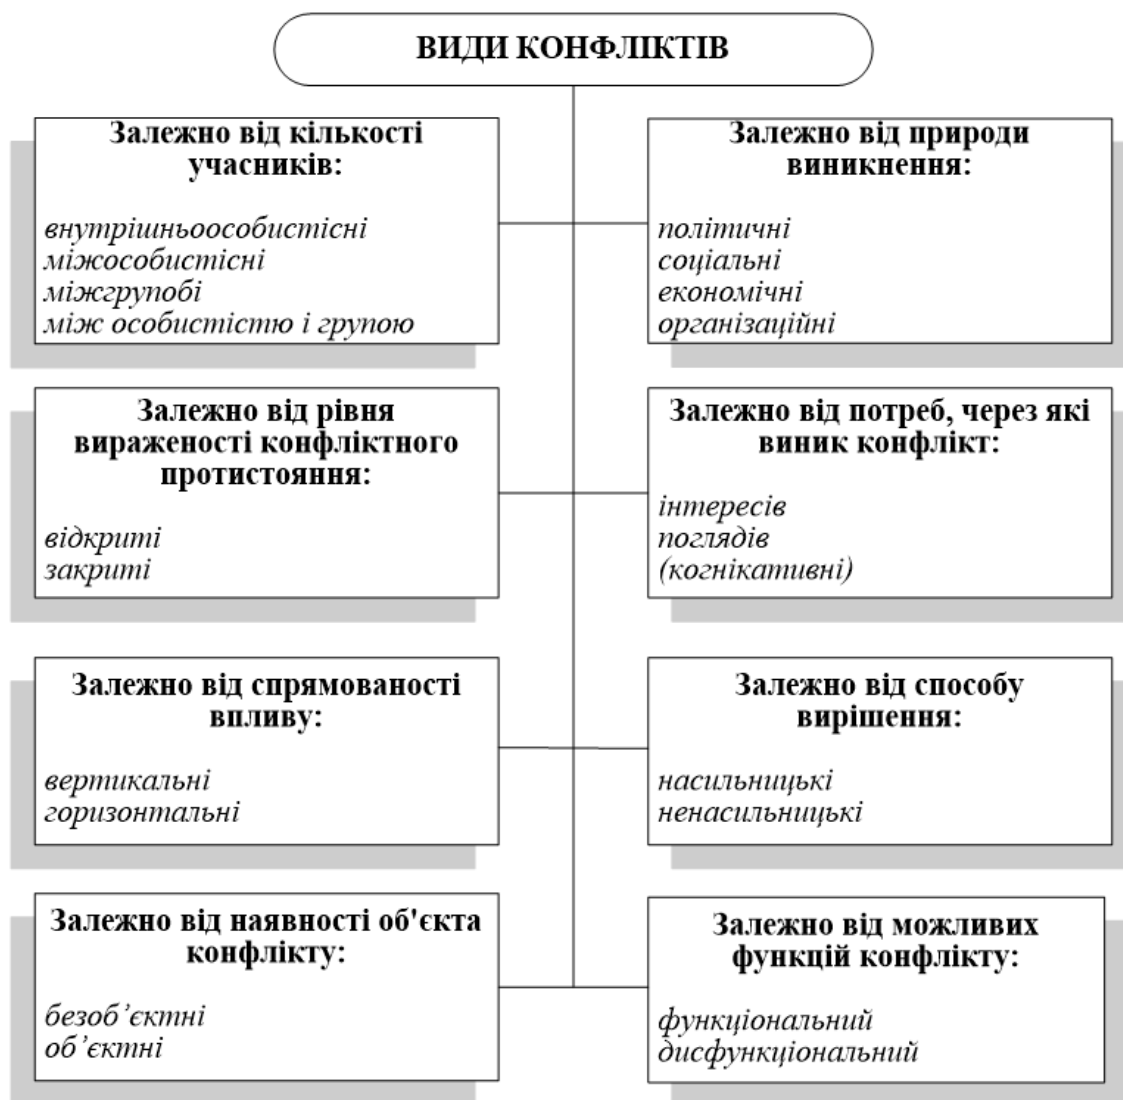 ВИДИ КОНФЛІКТІВ
Залежно від кількості
учасників:
внутрішньоособистісні
міжособистісні
міжгрупобі
між особистістю і групою
Залежно від природи
виникнення:
політичні
соціальні
економічні
організаційні
Залежно від рівня
вираженості конфліктного
протистояння:
відкриті
закриті
Залежно від потреб, через які
виник конфлікт:
інтересів
поглядів
(когнікативні)
Залежно від спрямованості
впливу:
вертикальні
горизонтальні
Залежно від способу
вирішення:
насильницькі
ненасильницькі
Залежно від наявності об'єкта
конфлікту:
безоб’єктні
об’єктні
Залежно від можливих
функцій конфлікту:
функціональний
дисфункціональний